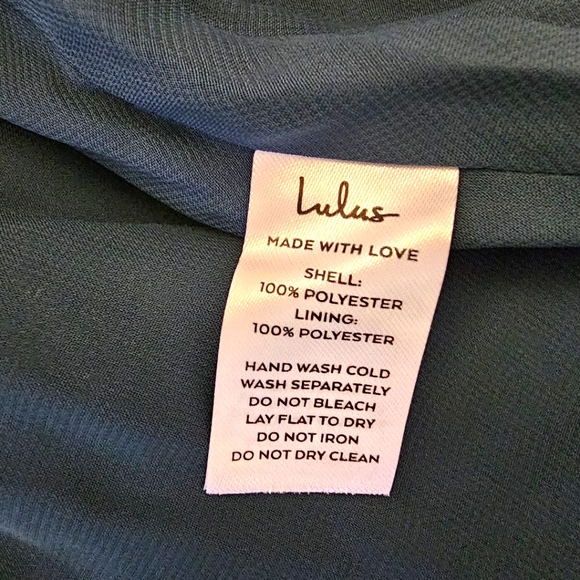 Lulus
MADE WITH LOVE
SHELL:
100% POLYESTER
LINING:
100% POLYESTER
HAND WASH COLD
WASH SEPARATELY
DO NOT BLEACH
LAY FLAT TO DRY
DO NOT IRON
DO NOT DRY CLEAN